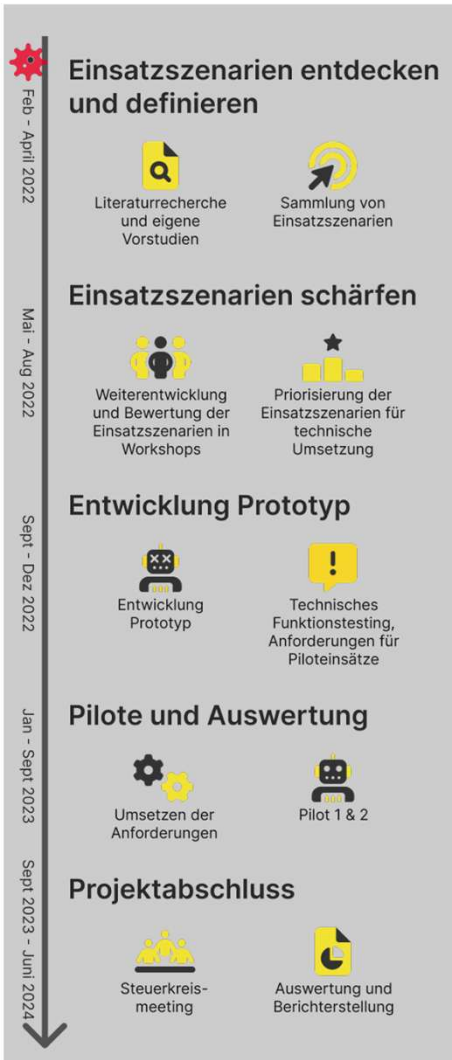 Feb - April 2022
Einsatzszenarien entdecken
und definieren
Literaturrecherche
und eigene
Vorstudien
Sammlung von
Einsatzszenarien
Mai - Aug 2022
Einsatzszenarien schärfen
Weiterentwicklung
und Bewertung der
Einsatzszenarien in
Workshops
Priorisierung der
Einsatzszenarien für
technische
Umsetzung
Sept - Dez 2022
Entwicklung Prototyp
Entwicklung
Prototyp
!
Technisches
Funktionstesting,
Anforderungen für
Piloteinsätze
Jan - Sept 2023
Pilote und Auswertung
Umsetzen der
Anforderungen
Pilot 1 & 2
Sept 2023 - Juni 2024
Projektabschluss
Steuerkreis-
meeting
Auswertung und
Berichterstellung